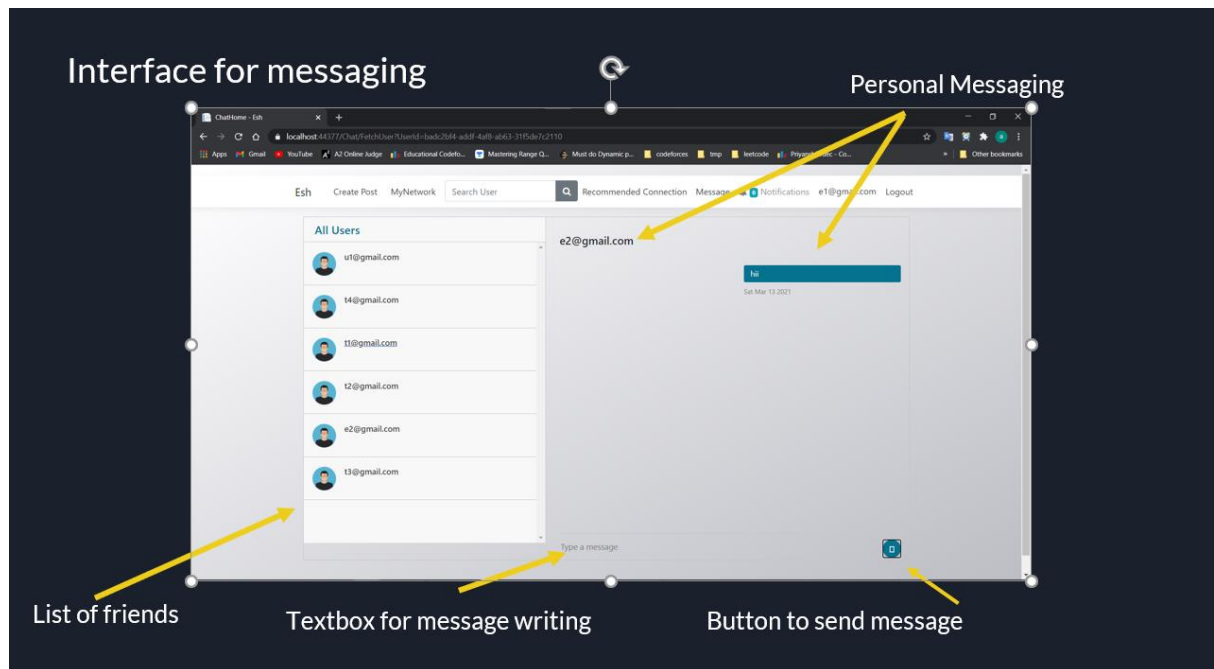 Interface for messaging
Personal Messaging
ChatHome - Esh
localhost:44377/Chat/FetchUser?UserId=badc2bf4-addf-4af8-ab63-31f5de7c2110
Apps Gmail YouTube A2 Online Judge Educational Codefo... Mastering Range Q... Must do Dynamic p... codeforces tmp leetcode Other bookmarks
Esh Create Post MyNetwork Search User Recommended Connection Message 0 Notifications e1@gmail.com Logout
All Users
u1@gmail.com
t4@gmail.com
t1@gmail.com
t2@gmail.com
e2@gmail.com
t3@gmail.com
e2@gmail.com
hii
Sat Mar 13 2021
Type a message
List of friends
Textbox for message writing
Button to send message